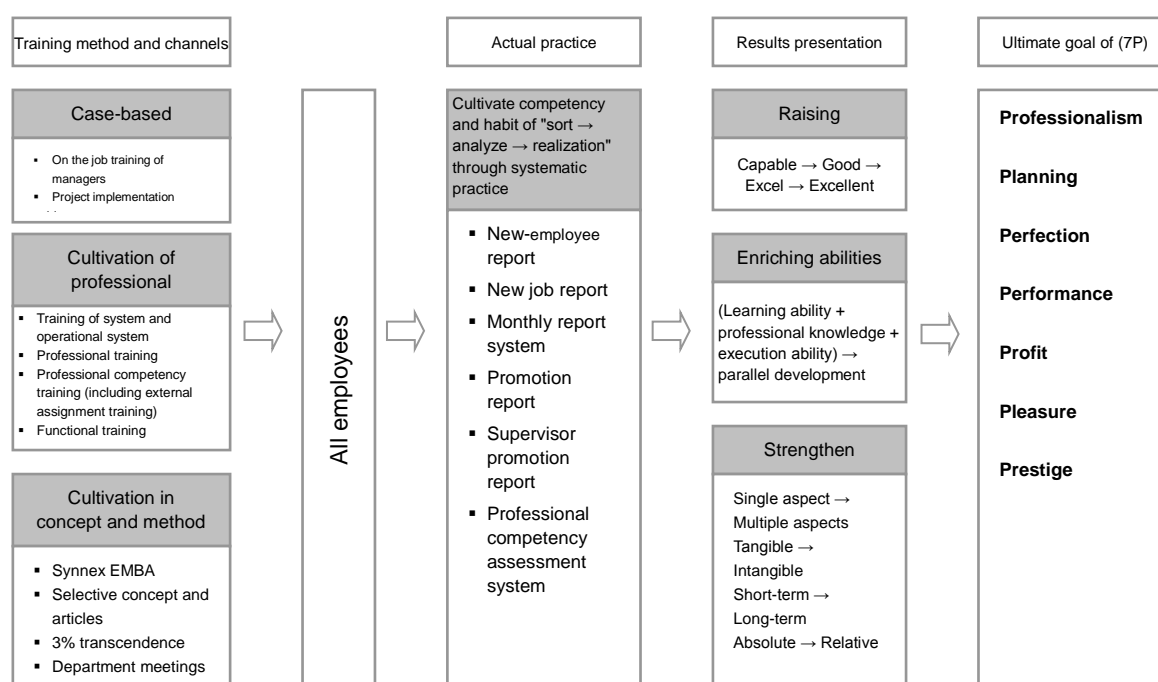 Training method and channels
Actual practice
Results presentation
Ultimate goal of (7P)
Case-based
▪ On the job training of
managers
▪ Project implementation
Cultivation of
professional
▪ Training of system and
operational system
▪ Professional training
▪ Professional competency
training (including external
assignment training)
▪ Functional training
Cultivation in
concept and method
▪ Synnex EMBA
▪ Selective concept and
articles
▪ 3% transcendence
▪ Department meetings
All employees
Cultivate competency
and habit of "sort →
analyze → realization"
through systematic
practice
▪ New-employee
report
▪ New job report
▪ Monthly report
system
▪ Promotion
report
▪ Supervisor
promotion
report
▪ Professional
competency
assessment
system
Raising
Capable → Good →
Excel → Excellent
Enriching abilities
(Learning ability +
professional knowledge +
execution ability) →
parallel development
Strengthen
Single aspect →
Multiple aspects
Tangible →
Intangible
Short-term →
Long-term
Absolute → Relative
Professionalism
Planning
Perfection
Performance
Profit
Pleasure
Prestige